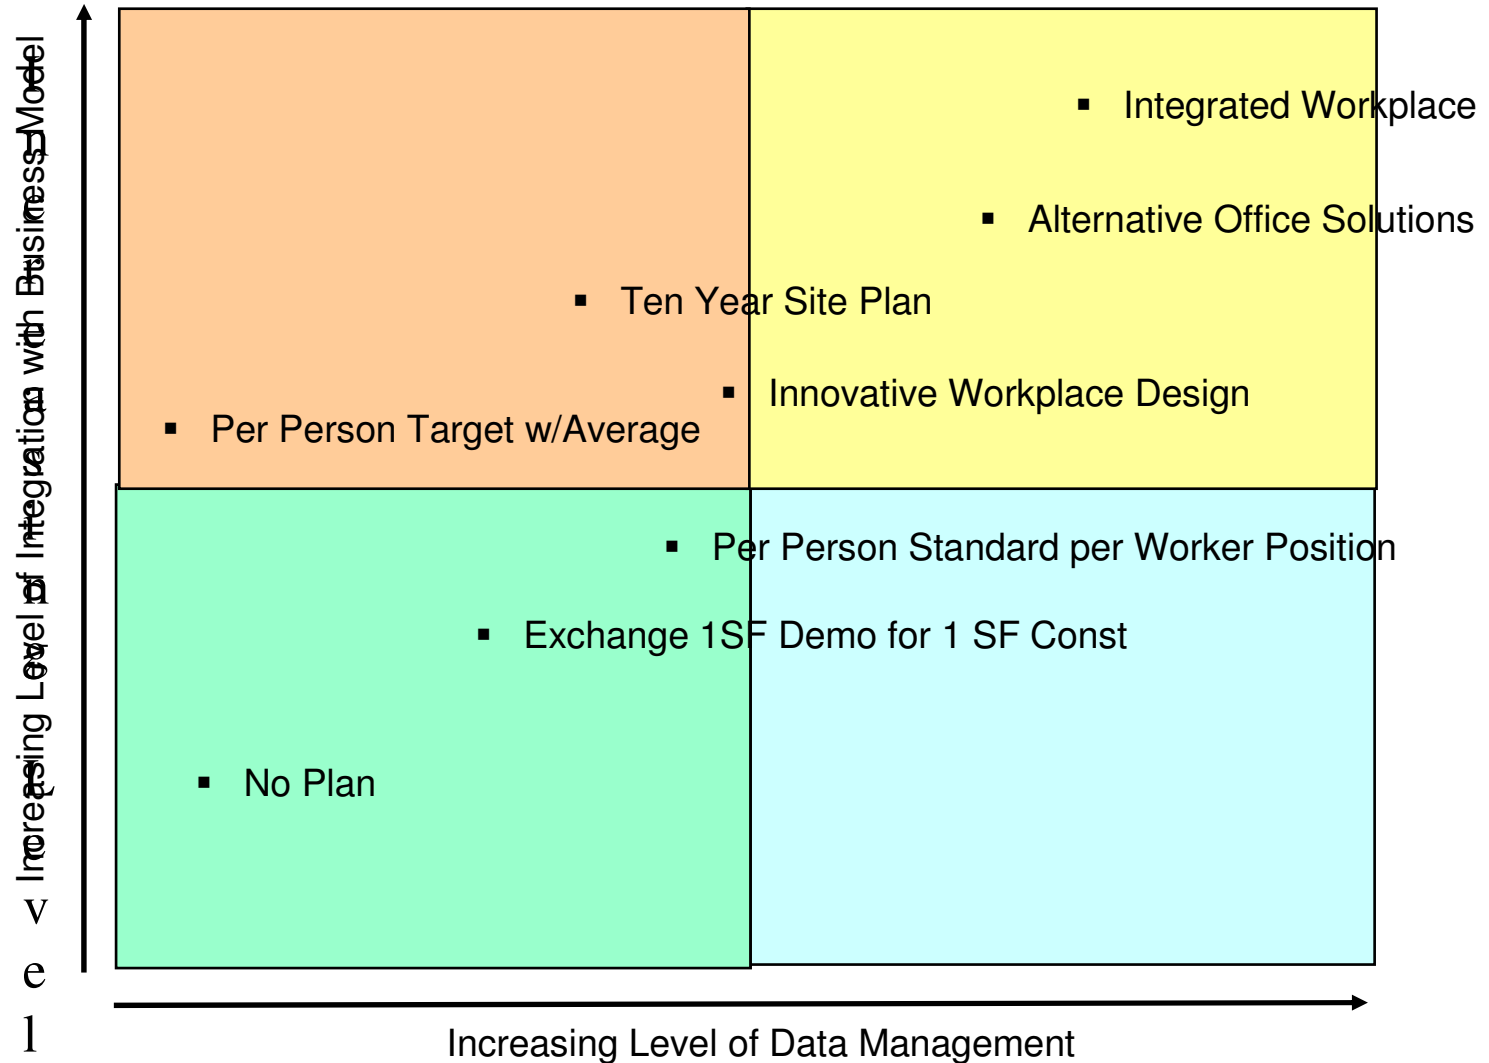 Increasing Level of Integration with Business Model
▪ Integrated Workplace
▪ Alternative Office Solutions
▪ Ten Year Site Plan
▪ Innovative Workplace Design
▪ Per Person Target w/Average
▪ Per Person Standard per Worker Position
▪ Exchange 1SF Demo for 1 SF Const
▪ No Plan
v
e
l
Increasing Level of Data Management